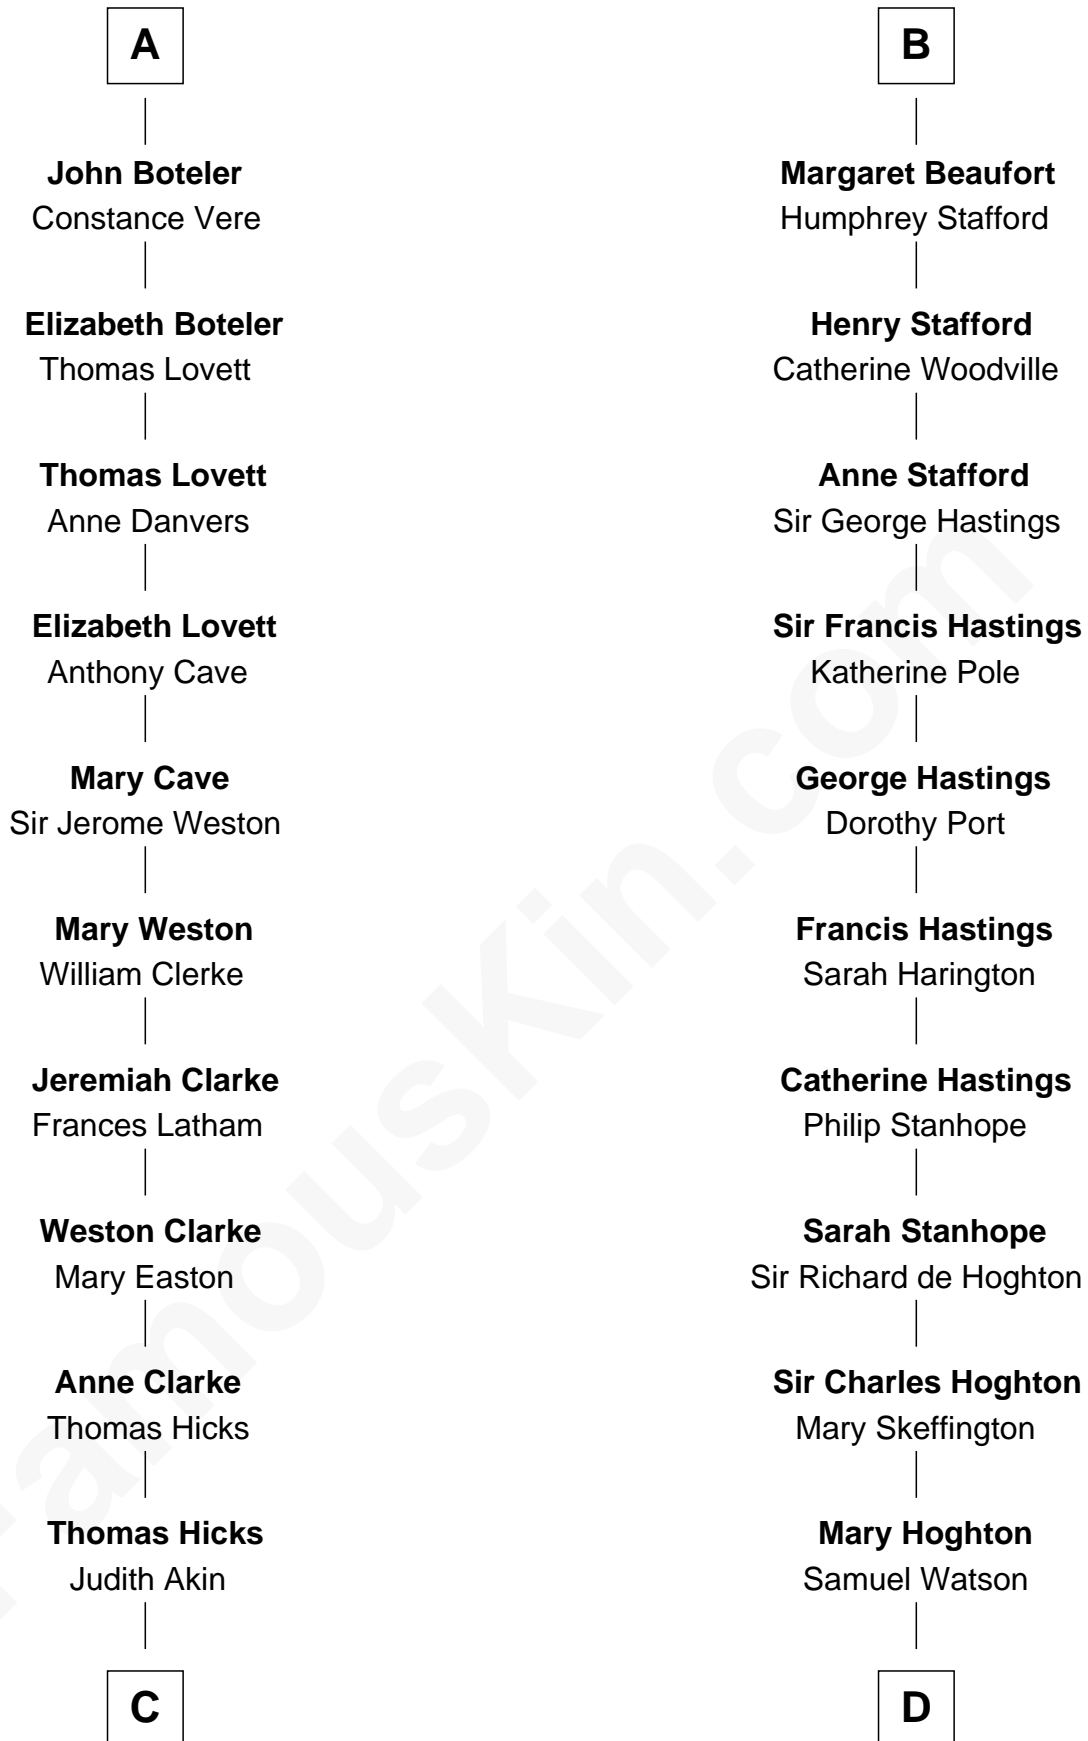 A
John Boteler
Constance Vere
Elizabeth Boteler
Thomas Lovett
Thomas Lovett
Anne Danvers
Elizabeth Lovett
Anthony Cave
Mary Cave
Sir Jerome Weston
Mary Weston
William Clerke
Jeremiah Clarke
Frances Latham
Weston Clarke
Mary Easton
Anne Clarke
Thomas Hicks
Thomas Hicks
Judith Akin
C
B
Margaret Beaufort
Humphrey Stafford
Henry Stafford
Catherine Woodville
Anne Stafford
Sir George Hastings
Sir Francis Hastings
Katherine Pole
George Hastings
Dorothy Port
Francis Hastings
Sarah Harington
Catherine Hastings
Philip Stanhope
Sarah Stanhope
Sir Richard de Hoghton
Sir Charles Hoghton
Mary Skeffington
Mary Hoghton
Samuel Watson
D
FamousKin.com